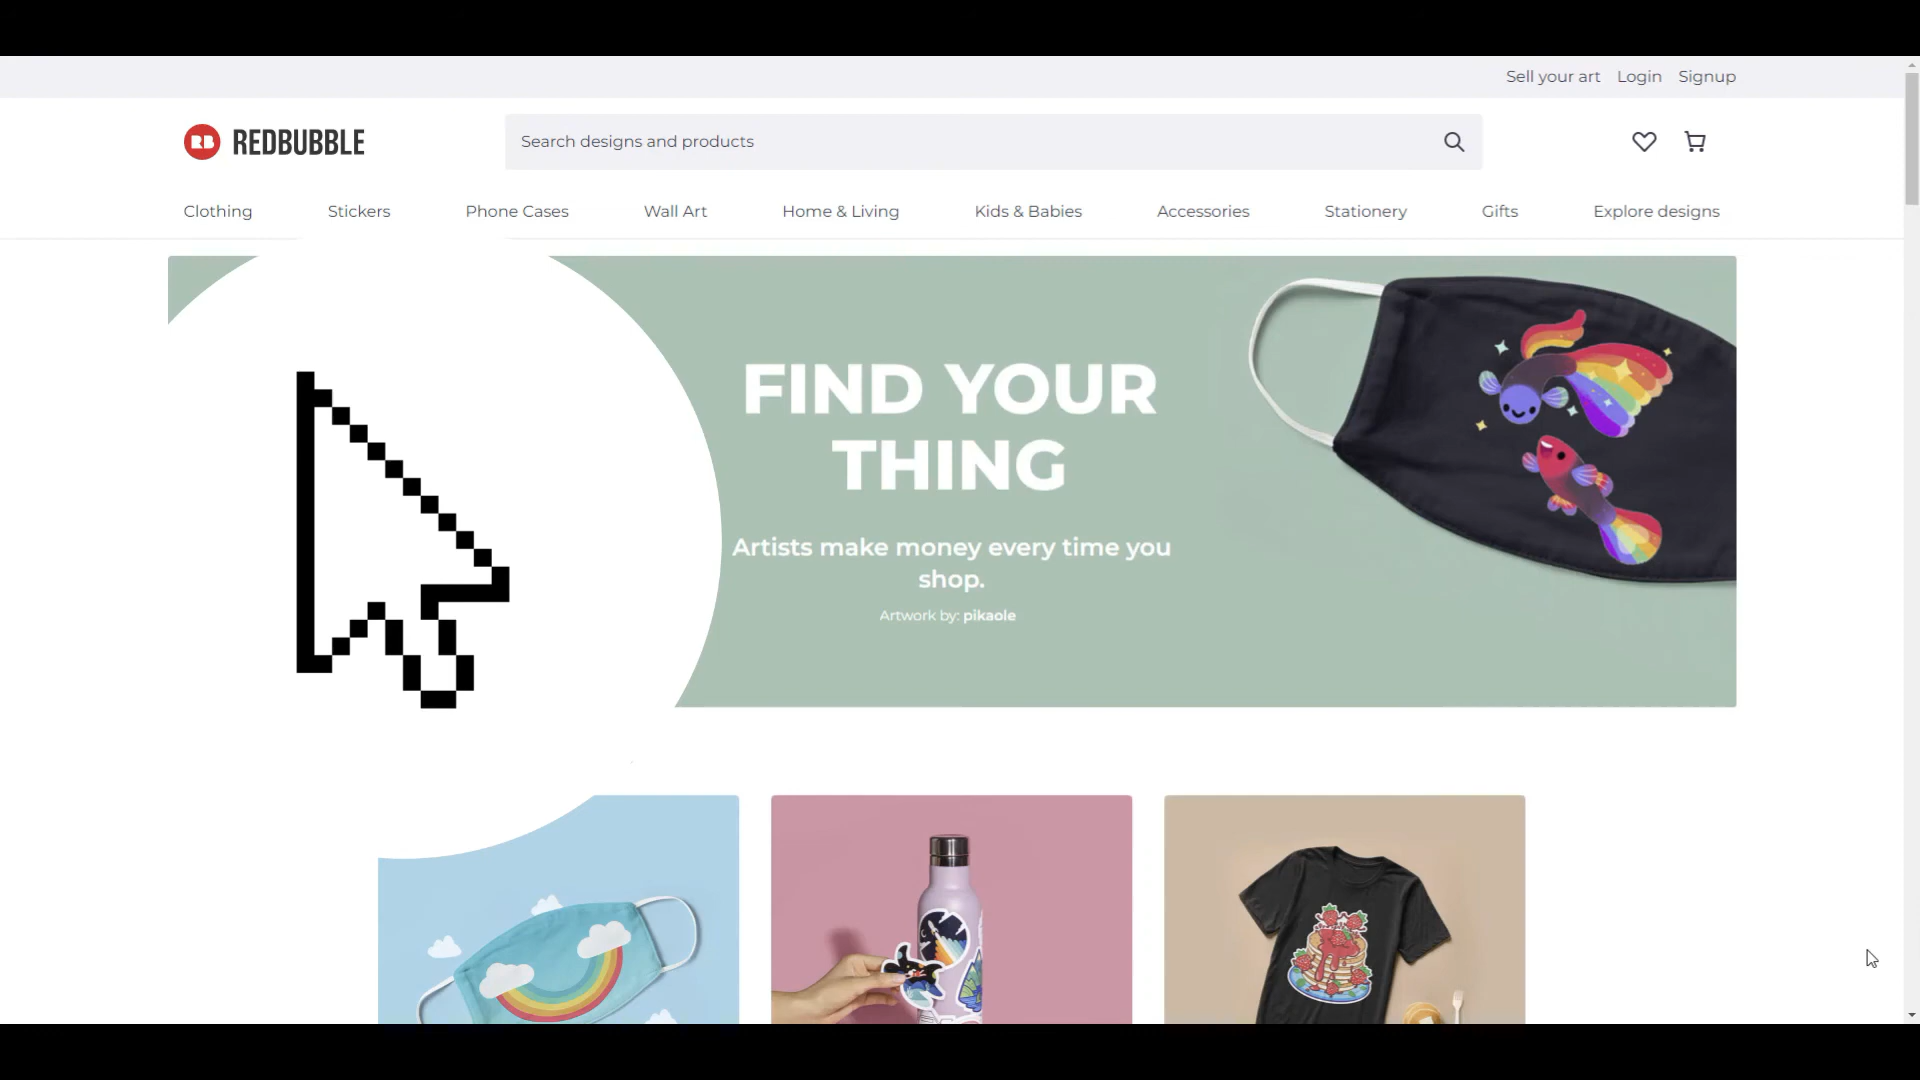 Sell your art Login Signup
RB REDBUBBLE
Search designs and products
Clothing Stickers Phone Cases Wall Art Home & Living Kids & Babies Accessories Stationery Gifts Explore designs
FIND YOUR
THING
Artists make money every time you
shop.
Artwork by: pikaole